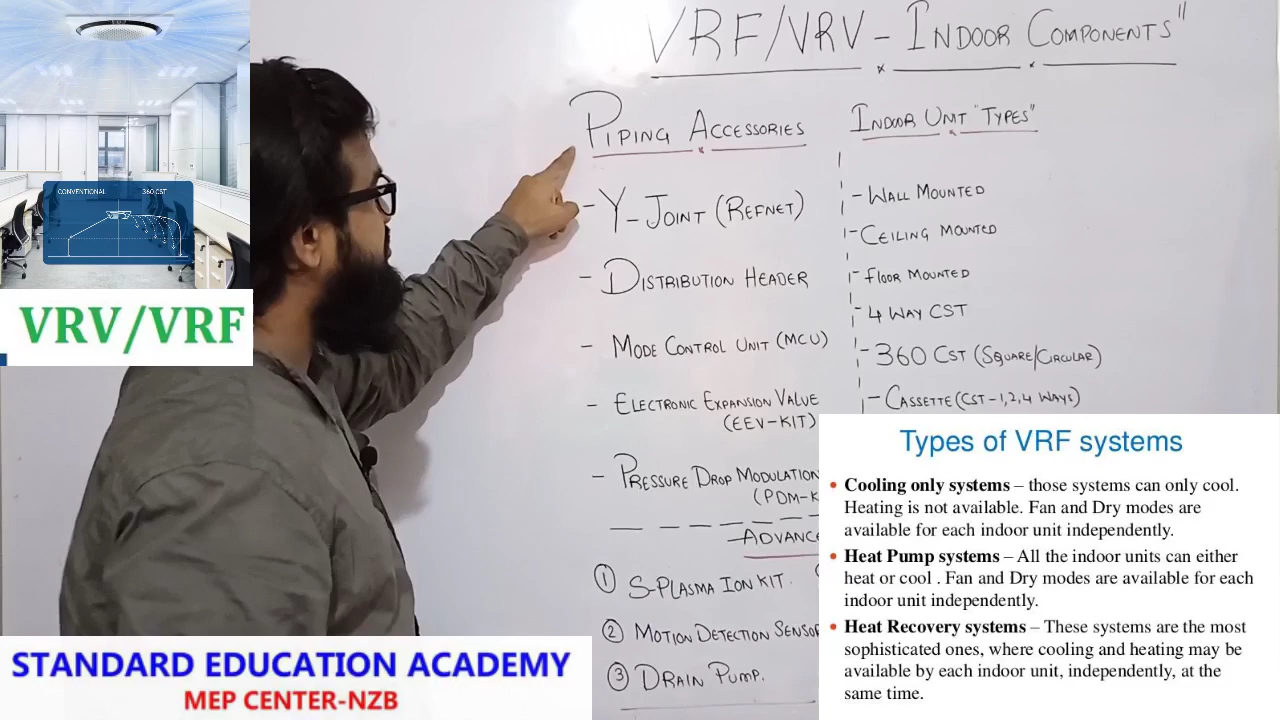 VRF/VRV - INDOOR COMPONENTS"
PIPING ACCESSORIES
- Y-JOINT (REFNET)
- DISTRIBUTION HEADER
- MODE CONTROL UNIT (MCU)
- ELECTRONIC EXPANSION VALUE
(EEV-KIT)
- PRESSURE DROP MODULATION
(PDM-K
ADVANCE
① S-PLASMA ION KIT. (
② MOTION DETECTION SENSOR
③ DRAIN PUMP.
INDOOR UNIT "TYPES"
- WALL MOUNTED
- CEILING MOUNTED
- FLOOR MOUNTED
- 4 WAY CST
- 360 CST (SQUARE/CIRCULAR)
- CASSETTE (CST-1,2,4 WAYS)
CONVENTIONAL 360 CST
VRV/VRF
Types of VRF systems
• Cooling only systems – those systems can only cool.
Heating is not available. Fan and Dry modes are
available for each indoor unit independently.
• Heat Pump systems – All the indoor units can either
heat or cool . Fan and Dry modes are available for each
indoor unit independently.
• Heat Recovery systems – These systems are the most
sophisticated ones, where cooling and heating may be
available by each indoor unit, independently, at the
same time.
STANDARD EDUCATION ACADEMY
MEP CENTER-NZB